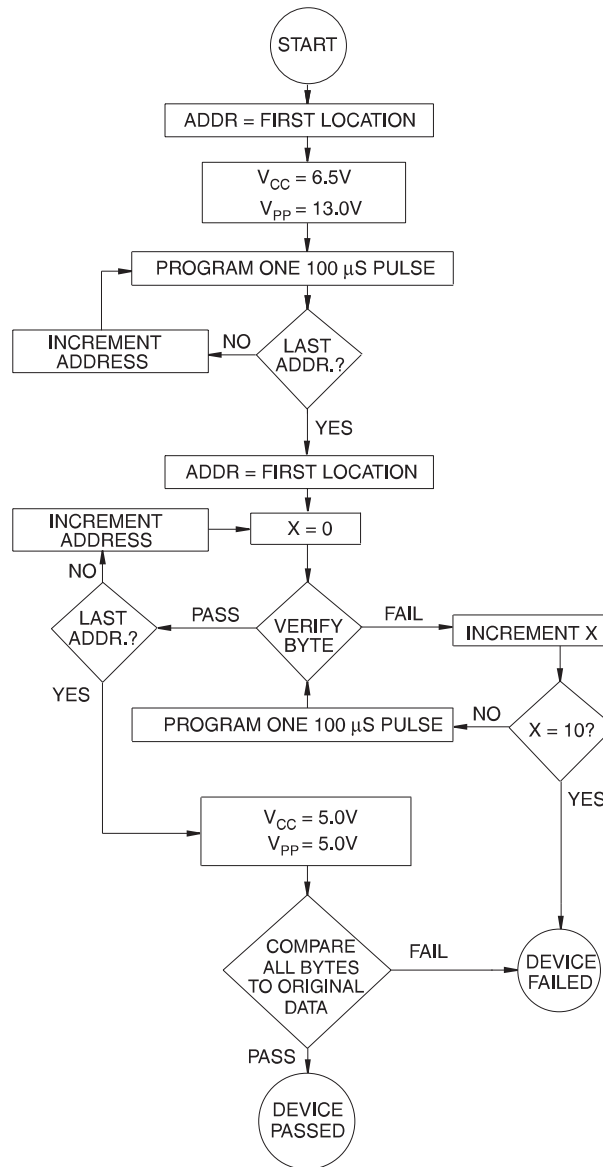 START
ADDR = FIRST LOCATION
VCC = 6.5V
VPP = 13.0V
PROGRAM ONE 100 μS PULSE
INCREMENT
ADDRESS
NO
LAST
ADDR.?
YES
ADDR = FIRST LOCATION
INCREMENT
ADDRESS
X = 0
NO
LAST
ADDR.?
PASS
VERIFY
BYTE
FAIL
INCREMENT X
YES
PROGRAM ONE 100 μS PULSE
NO
X = 10?
YES
VCC = 5.0V
VPP = 5.0V
COMPARE
ALL BYTES
TO ORIGINAL
DATA
FAIL
DEVICE
FAILED
PASS
DEVICE
PASSED